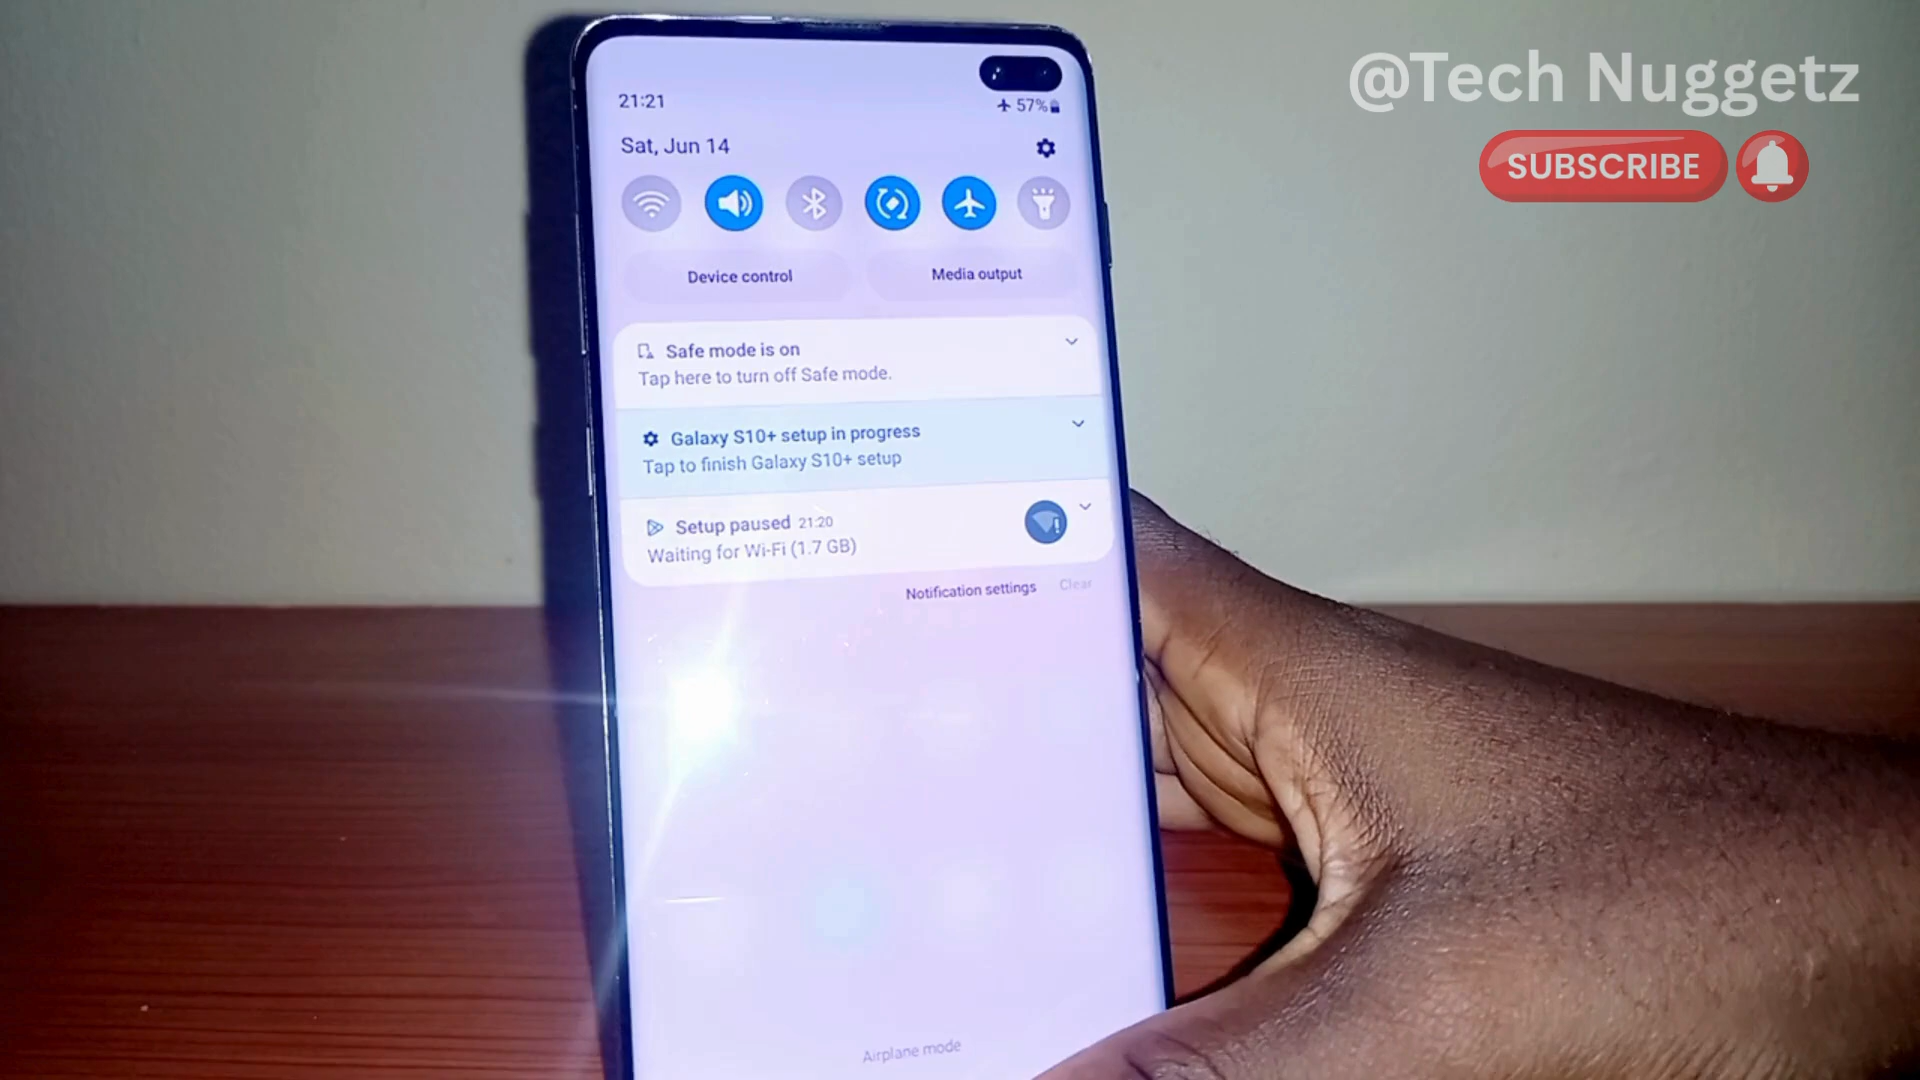 @Tech Nuggetz
SUBSCRIBE
21:21
57%
Sat, Jun 14
Device control
Media output
Safe mode is on
Tap here to turn off Safe mode.
Galaxy S10+ setup in progress
Tap to finish Galaxy S10+ setup
Setup paused 21:20
Waiting for Wi-Fi (1.7 GB)
Notification settings
Clear
Airplane mode